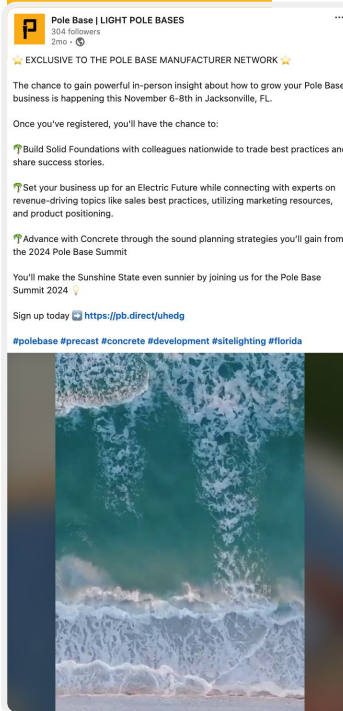 Pole Base | LIGHT POLE BASES
304 followers
2mo •
⭐ EXCLUSIVE TO THE POLE BASE MANUFACTURER NETWORK ⭐
The chance to gain powerful in-person insight about how to grow your Pole Base
business is happening this November 6-8th in Jacksonville, FL.
Once you've registered, you'll have the chance to:
🌴Build Solid Foundations with colleagues nationwide to trade best practices and
share success stories.
🌴Set your business up for an Electric Future while connecting with experts on
revenue-driving topics like sales best practices, utilizing marketing resources,
and product positioning.
🌴Advance with Concrete through the sound planning strategies you'll gain from
the 2024 Pole Base Summit
You'll make the Sunshine State even sunnier by joining us for the Pole Base
Summit 2024 💡
Sign up today ➡️ https://pb.direct/uhedg
#polebase #precast #concrete #development #sitelighting #florida